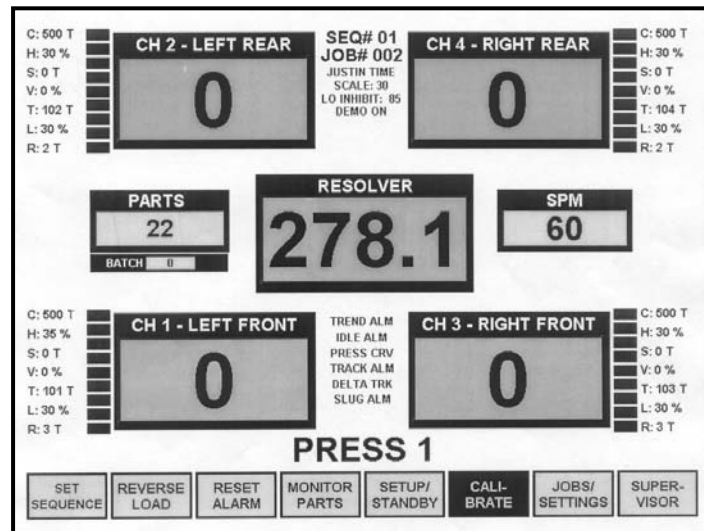 C: 500 T
H: 30 %
S: 0 T
V: 0 %
T: 102 T
L: 30 %
R: 2 T
CH 2 - LEFT REAR
0
SEQ# 01
JOB# 002
JUSTIN TIME
SCALE: 30
LO INHIBIT: 85
DEMO ON
CH 4 - RIGHT REAR
0
C: 500 T
H: 30 %
S: 0 T
V: 0 %
T: 104 T
L: 30 %
R: 2 T
PARTS
22
BATCH 0
RESOLVER
278.1
SPM
60
C: 500 T
H: 35 %
S: 0 T
V: 0 %
T: 101 T
L: 30 %
R: 3 T
CH 1 - LEFT FRONT
0
TREND ALM
IDLE ALM
PRESS CRV
TRACK ALM
DELTA TRK
SLUG ALM
CH 3 - RIGHT FRONT
0
C: 500 T
H: 30 %
S: 0 T
V: 0 %
T: 103 T
L: 30 %
R: 3 T
PRESS 1
SET
SEQUENCE
REVERSE
LOAD
RESET
ALARM
MONITOR
PARTS
SETUP/
STANDBY
CALI-
BRATE
JOBS/
SETTINGS
SUPER-
VISOR